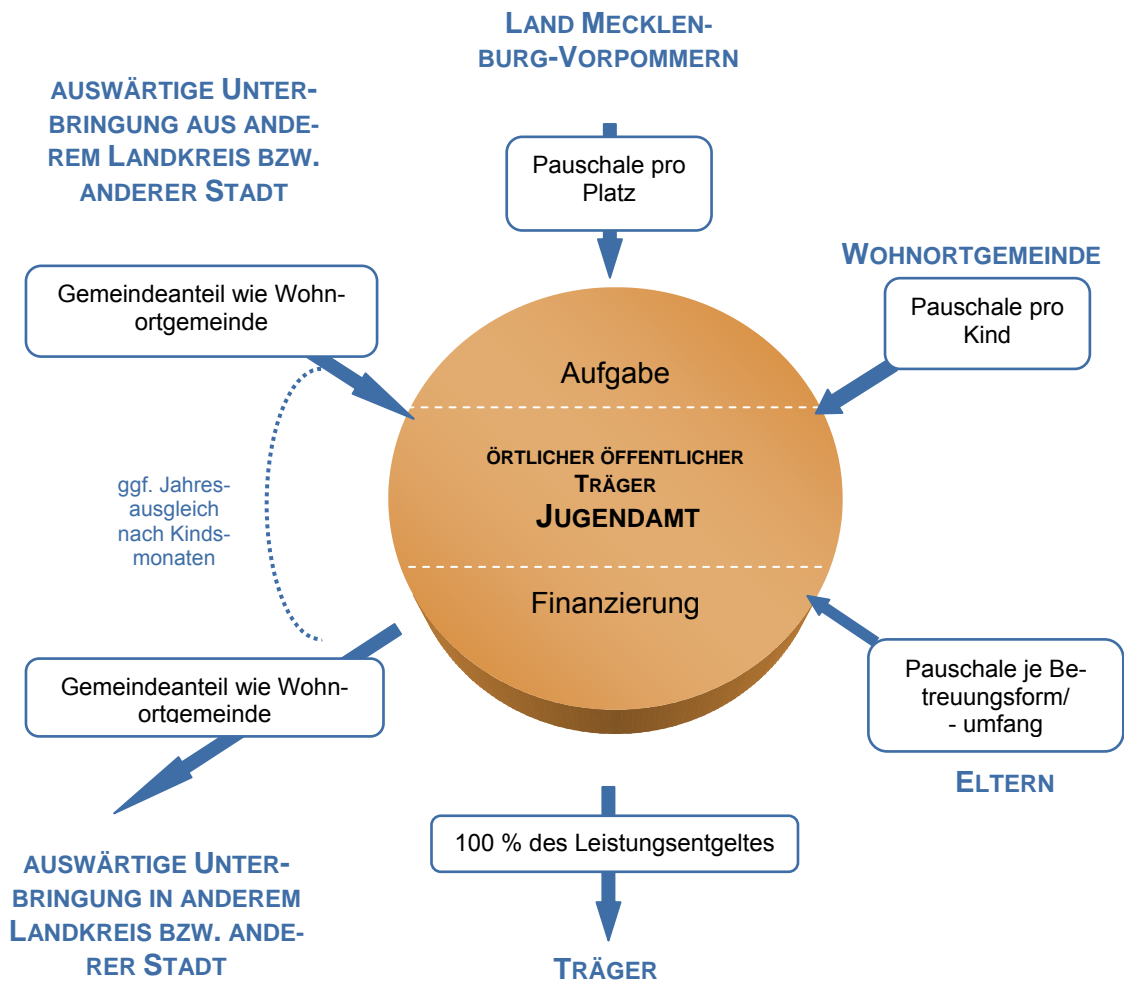 LAND MECKLEN-
BURG-VORPOMMERN
AUSWÄRTIGE UNTER-
BRINGUNG AUS ANDE-
REM LANDKREIS BZW.
ANDERER STADT
Pauschale pro
Platz
WOHNORTGEMEINDE
Gemeindeanteil wie Wohn-
ortgemeinde
Pauschale pro
Kind
Aufgabe
ÖRTLICHER ÖFFENTLICHER
TRÄGER
JUGENDAMT
ggf. Jahres-
ausgleich
nach Kinds-
monaten
Finanzierung
Gemeindeanteil wie Wohn-
ortgemeinde
Pauschale je Be-
treuungsform/
- umfang
ELTERN
100 % des Leistungsentgeltes
AUSWÄRTIGE UNTER-
BRINGUNG IN ANDEREM
LANDKREIS BZW. ANDE-
RER STADT
TRÄGER